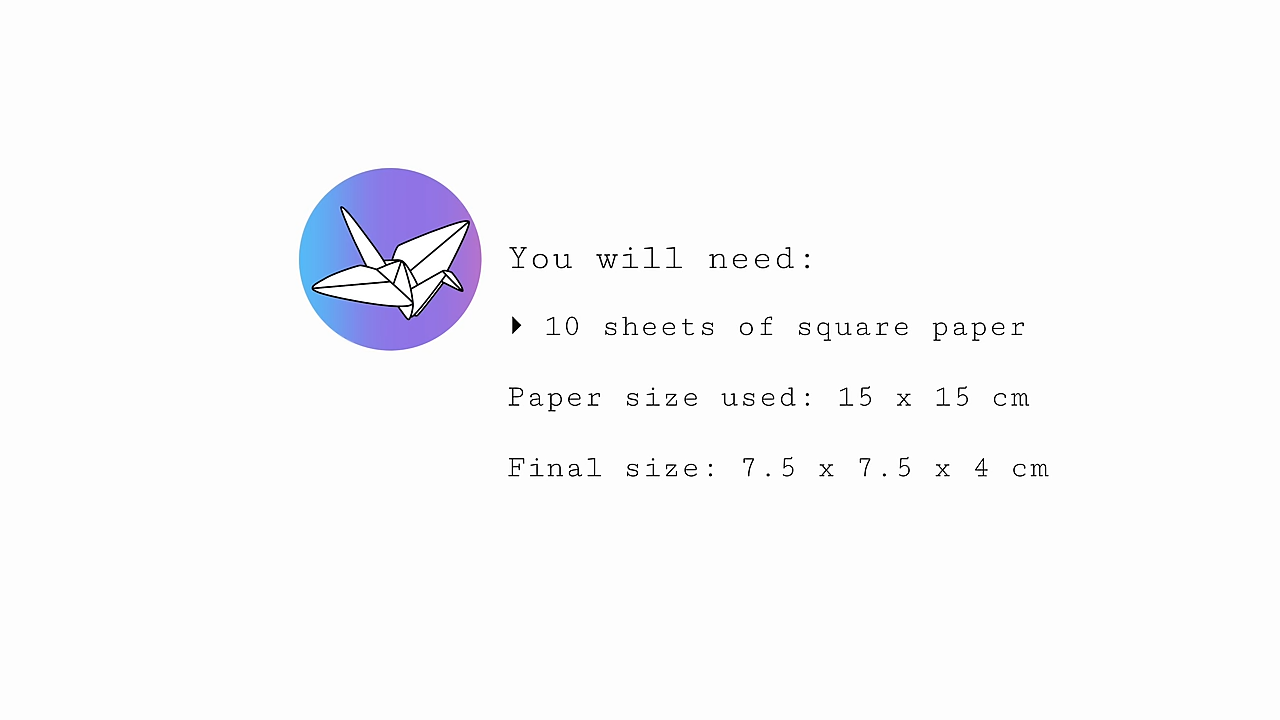 You will need:
10 sheets of square paper
Paper size used: 15 x 15 cm
Final size: 7.5 x 7.5 x 4 cm